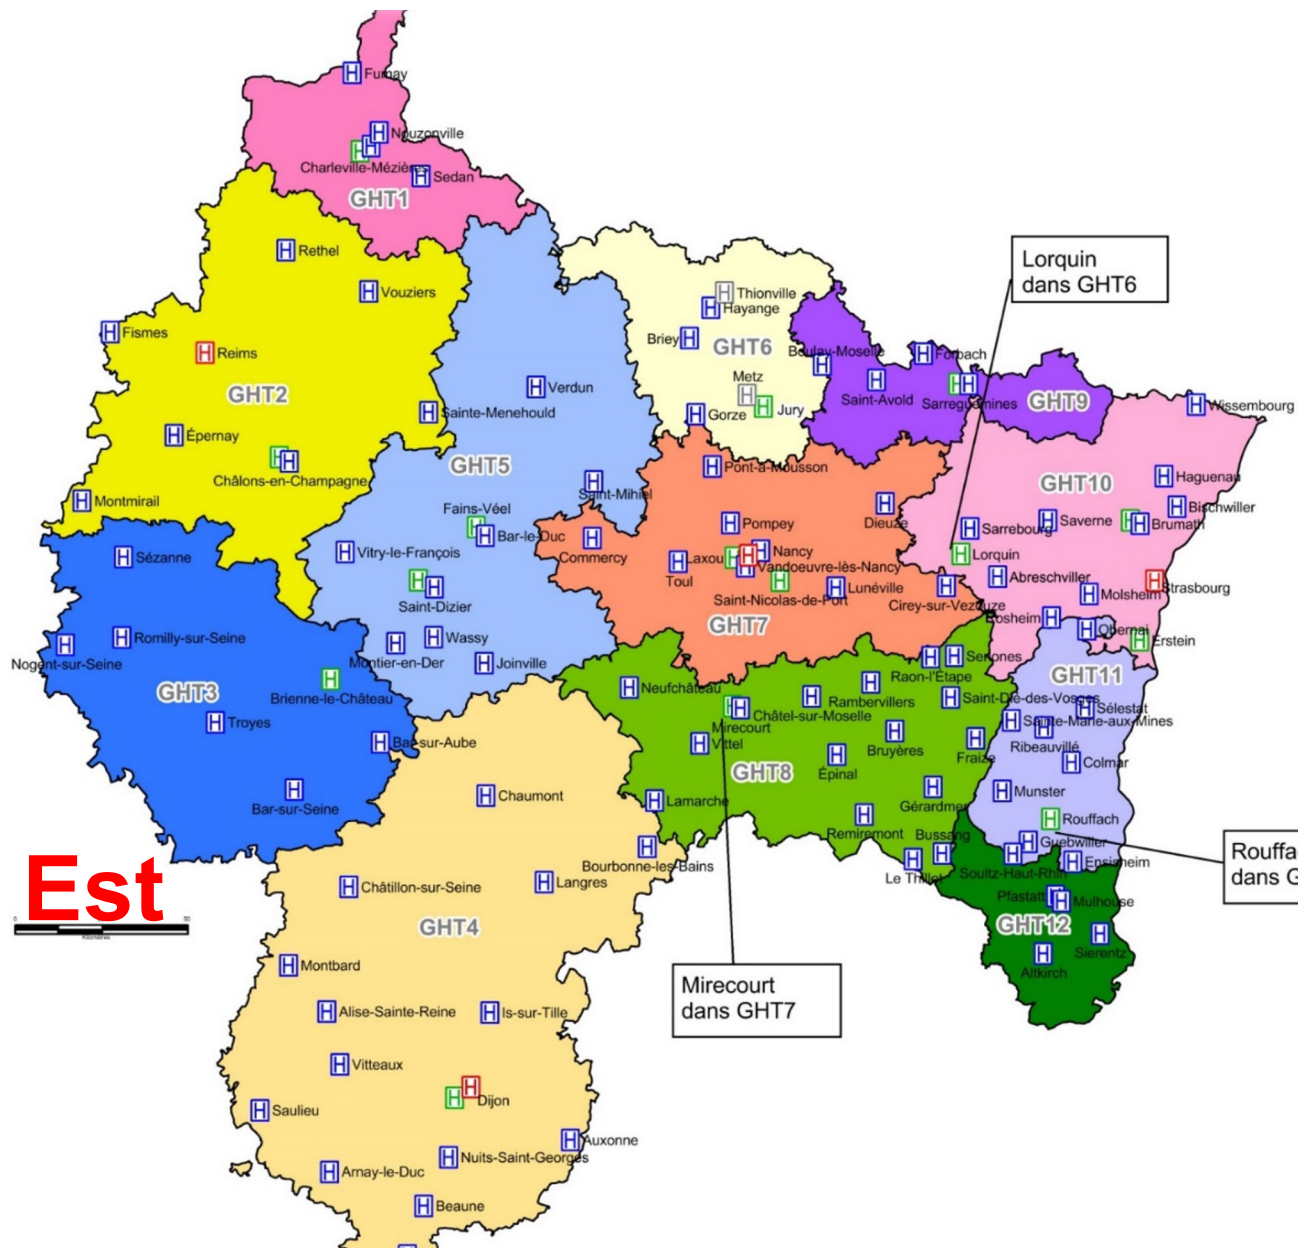 Fumay
Nouzonville
Charleville-Mézières
Sedan
GHT1
Rethel
Vouziers
Fismes
Reims
GHT2
Sainte-Menehould
Épernay
Châlons-en-Champagne
Montmirail
Verdun
GHT5
Saint-Mihiel
Fains-Véel
Bar-le-Duc
Vitry-le-François
Saint-Dizier
Wassy
Montier-en-Der
Joinville
Thionville
Hayange
Briey
GHT6
Metz
Jury
Gorze
Boulay-Moselle
Forbach
Saint-Avold
Sarreguemines
GHT9
Lorquin
dans GHT6
Wissembourg
Haguenau
GHT10
Bischwiller
Saverne
Brumath
Sarrebourg
Lorquin
Abreschviller
Molsheim
Strasbourg
Rosheim
Obernai
Erstein
Pont-à-Mousson
Dieuze
Pompey
Commercy
Nancy
Laxou
Vandoeuvre-lès-Nancy
Toul
Saint-Nicolas-de-Port
Lunéville
Cirey-sur-Vezouze
GHT7
Sézanne
Romilly-sur-Seine
Nogent-sur-Seine
GHT3
Brienne-le-Château
Troyes
Bar-sur-Aube
Bar-sur-Seine
Senones
Raon-l'Étape
Neufchâteau
Rambervillers
Saint-Dié-des-Vosges
Châtel-sur-Moselle
Mirecourt
Vittel
Bruyères
Fraize
GHT8
Épinal
Lamarche
Gérardmer
Remiremont
Bussang
Le Thillot
GHT11
Sélestat
Sainte-Marie-aux-Mines
Ribeauvillé
Colmar
Munster
Rouffach
Guebwiller
Soultz-Haut-Rhin
Ensisheim
Rouffa
dans G
Pfastatt
Mulhouse
GHT12
Sierentz
Altkirch
Est
0
50
Kilomètres
Chaumont
Bourbonne-les-Bains
Châtillon-sur-Seine
Langres
GHT4
Montbard
Alise-Sainte-Reine
Is-sur-Tille
Mirecourt
dans GHT7
Vitteaux
Dijon
Saulieu
Auxonne
Nuits-Saint-Georges
Arnay-le-Duc
Beaune